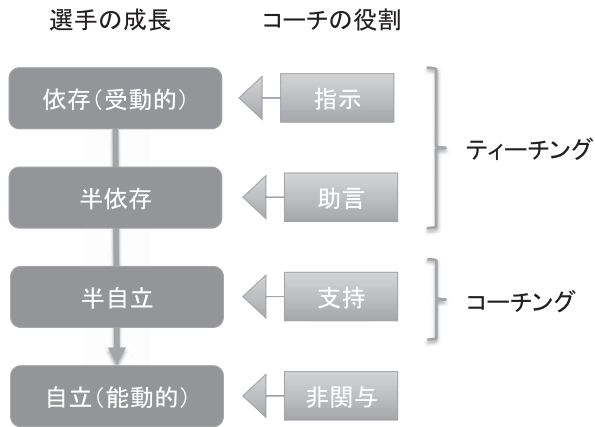 選手の成長 コーチの役割
依存（受動的） 指示
ティーチング
半依存 助言
半自立 支持
コーチング
自立（能動的） 非関与